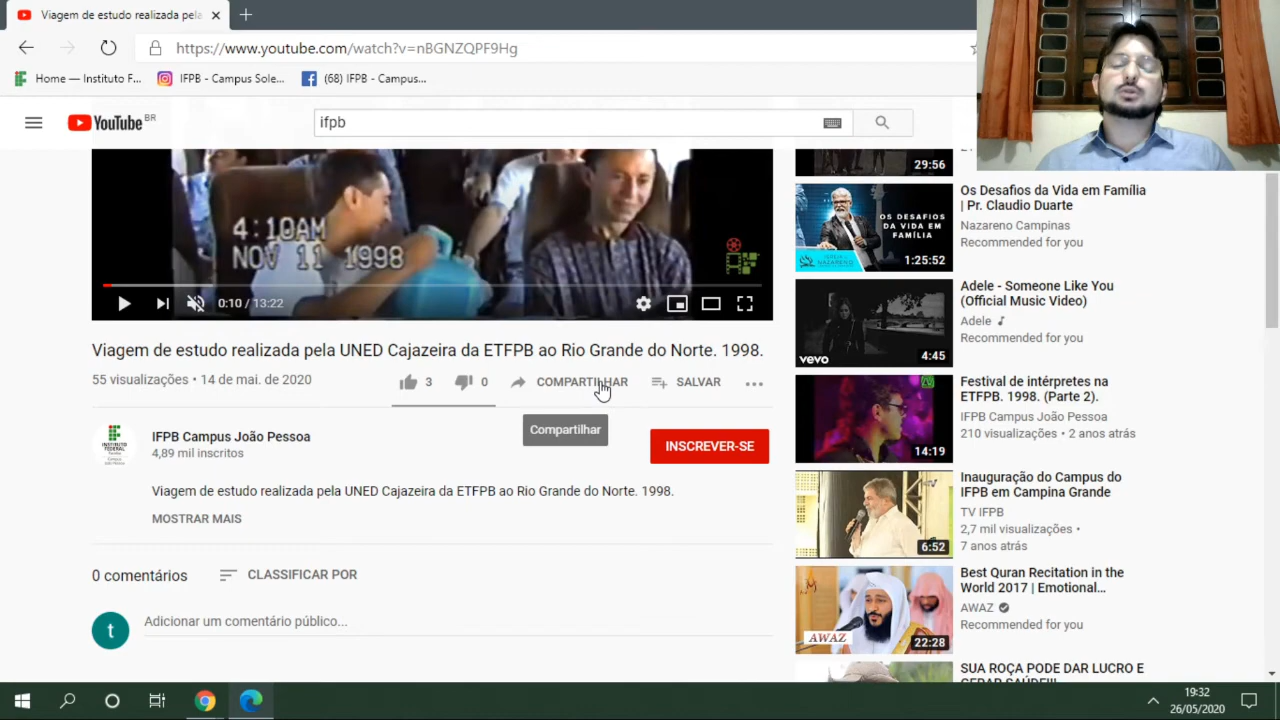 Viagem de estudo realizada pela
https://www.youtube.com/watch?v=nBGNZQPF9Hg
Home — Instituto F...
IFPB - Campus Sole...
(68) IFPB - Campus...
YouTube BR
ifpb
4:10AM
NOV 11 1998
0:10 / 13:22
Viagem de estudo realizada pela UNED Cajazeira da ETFPB ao Rio Grande do Norte. 1998.
55 visualizações • 14 de mai. de 2020
3
0
COMPARTILHAR
SALVAR
Compartilhar
INSTITUTO
FEDERAL
IFPB Campus João Pessoa
4,89 mil inscritos
INSCREVER-SE
Viagem de estudo realizada pela UNED Cajazeira da ETFPB ao Rio Grande do Norte. 1998.
MOSTRAR MAIS
0 comentários
CLASSIFICAR POR
t
Adicionar um comentário público...
29:56
OS DESAFIOS
DA VIDA EM
FAMÍLIA
1:25:52
Os Desafios da Vida em Família
| Pr. Claudio Duarte
Nazareno Campinas
Recommended for you
vevo
4:45
Adele - Someone Like You
(Official Music Video)
Adele
Recommended for you
14:19
Festival de intérpretes na
ETFPB. 1998. (Parte 2).
IFPB Campus João Pessoa
210 visualizações • 2 anos atrás
6:52
Inauguração do Campus do
IFPB em Campina Grande
TV IFPB
2,7 mil visualizações •
7 anos atrás
AWAZ
22:28
Best Quran Recitation in the
World 2017 | Emotional...
AWAZ
Recommended for you
SUA ROÇA PODE DAR LUCRO E
19:32
26/05/2020